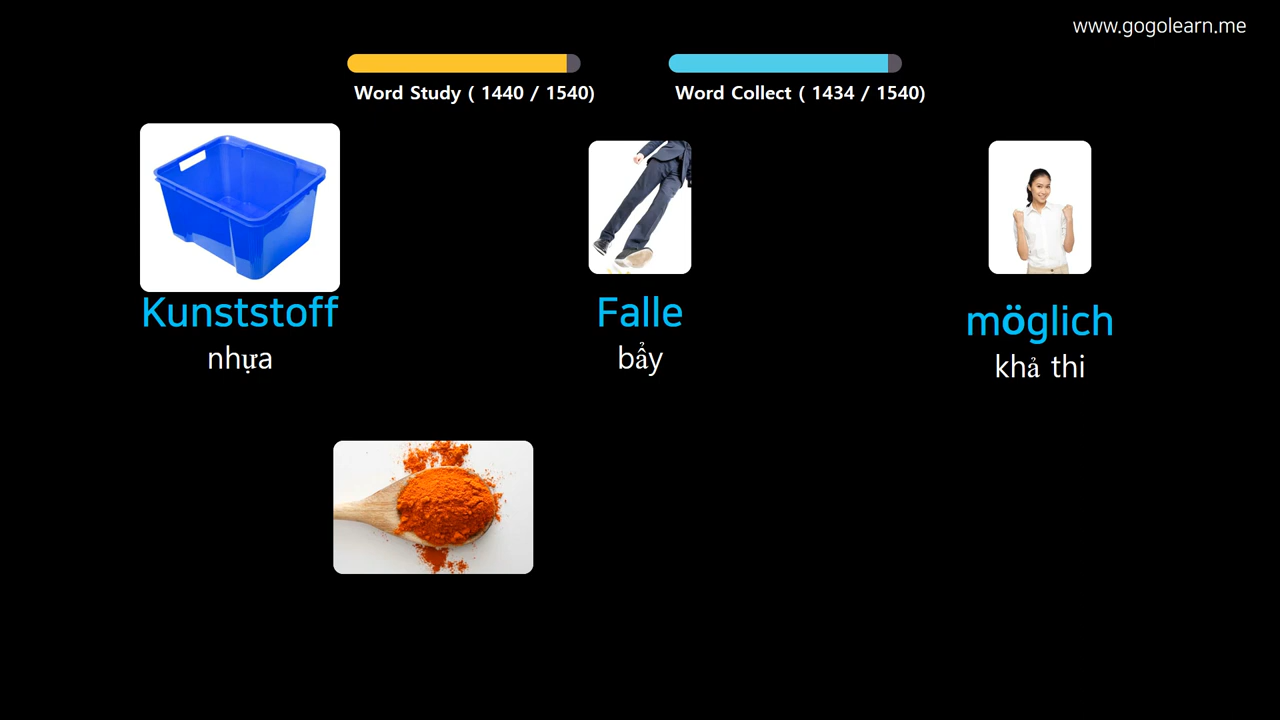 www.gogolearn.me
Word Study ( 1440 / 1540)
Word Collect ( 1434 / 1540)
Kunststoff
nhựa
Falle
bẩy
möglich
khả thi